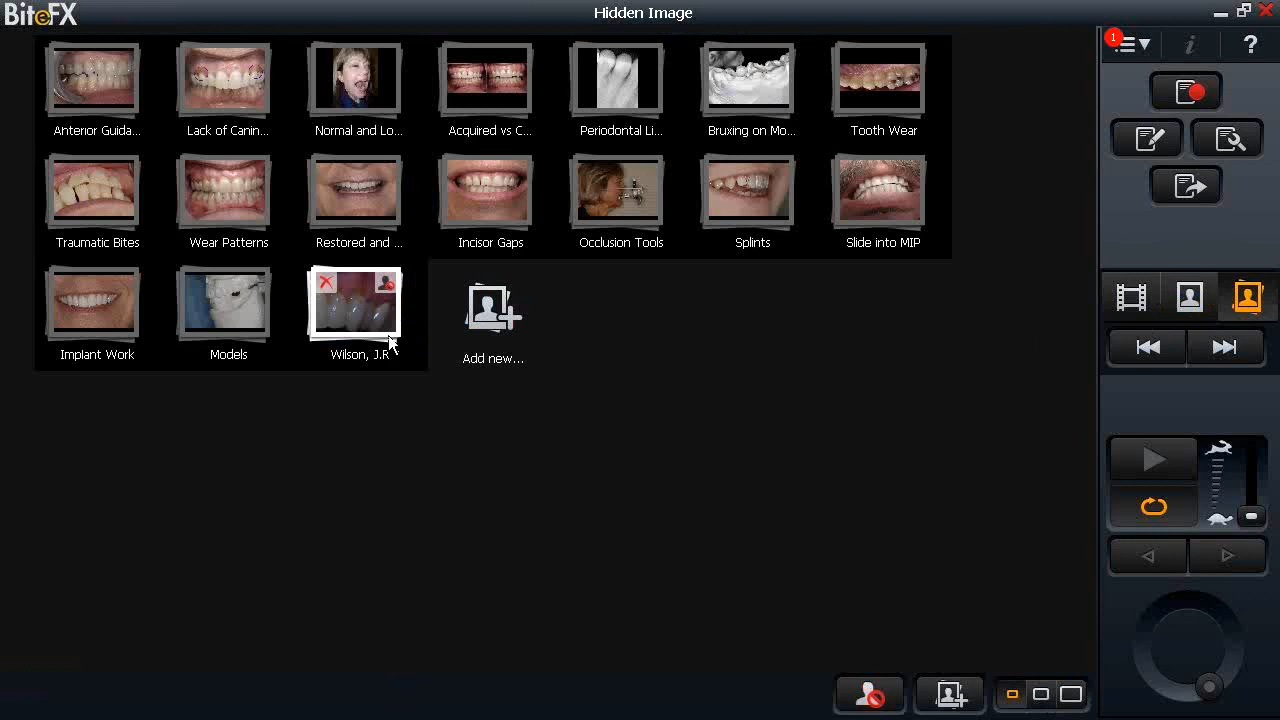 BiteFX
Hidden Image
1
?
Anterior Guida...
Lack of Canin...
Normal and Lo...
Acquired vs C...
Periodontal Li...
Bruxing on Mo...
Tooth Wear
Traumatic Bites
Wear Patterns
Restored and ...
Incisor Gaps
Occlusion Tools
Splints
Slide into MIP
Implant Work
Models
Wilson, J.R
Add new...